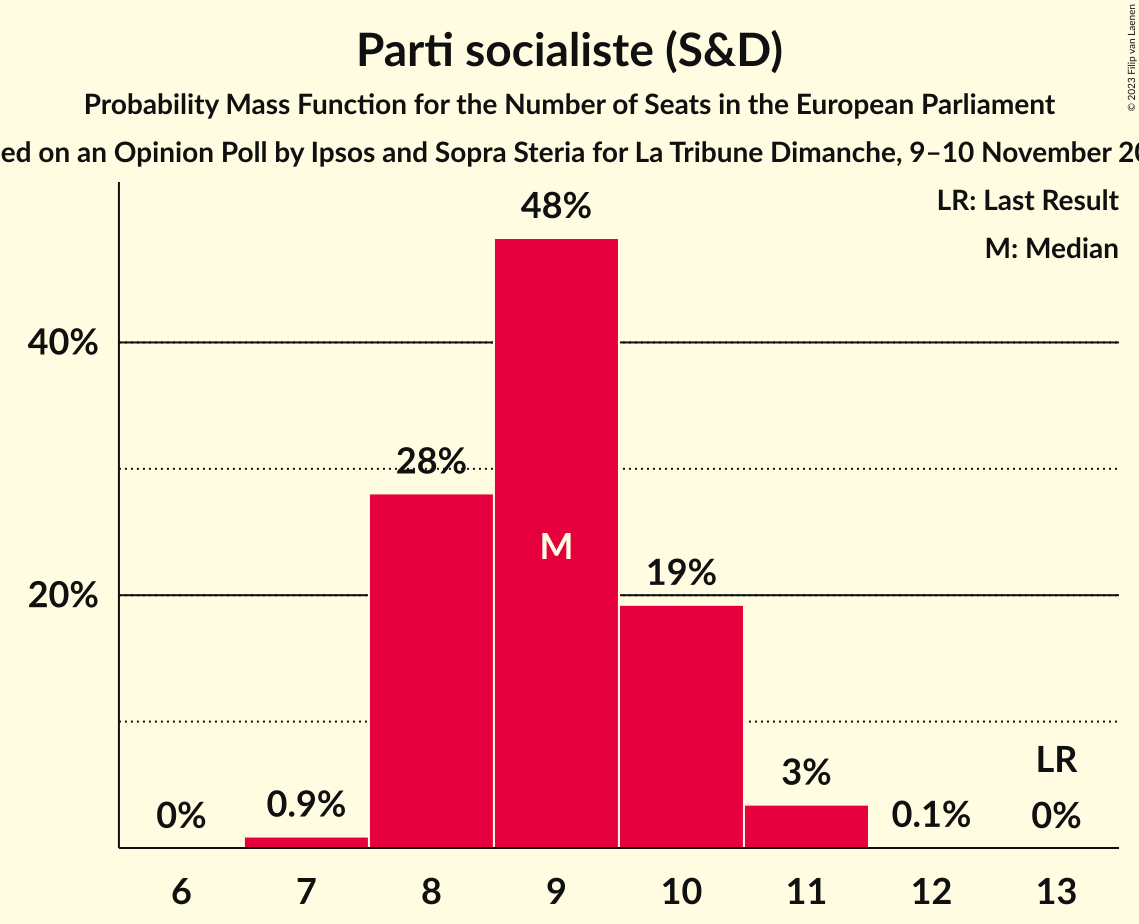 Parti socialiste (S&D)
Probability Mass Function for the Number of Seats in the European Parliament
on an Opinion Poll by Ipsos and Sopra Steria for La Tribune Dimanche, 9–10 November
© 2023 Filip van Laenen
LR: Last Result
M: Median
48%
40%
28%
M
19%
20%
LR
3%
0%
0.9%
0.1%
0%
6 7 8 9 10 11 12 13